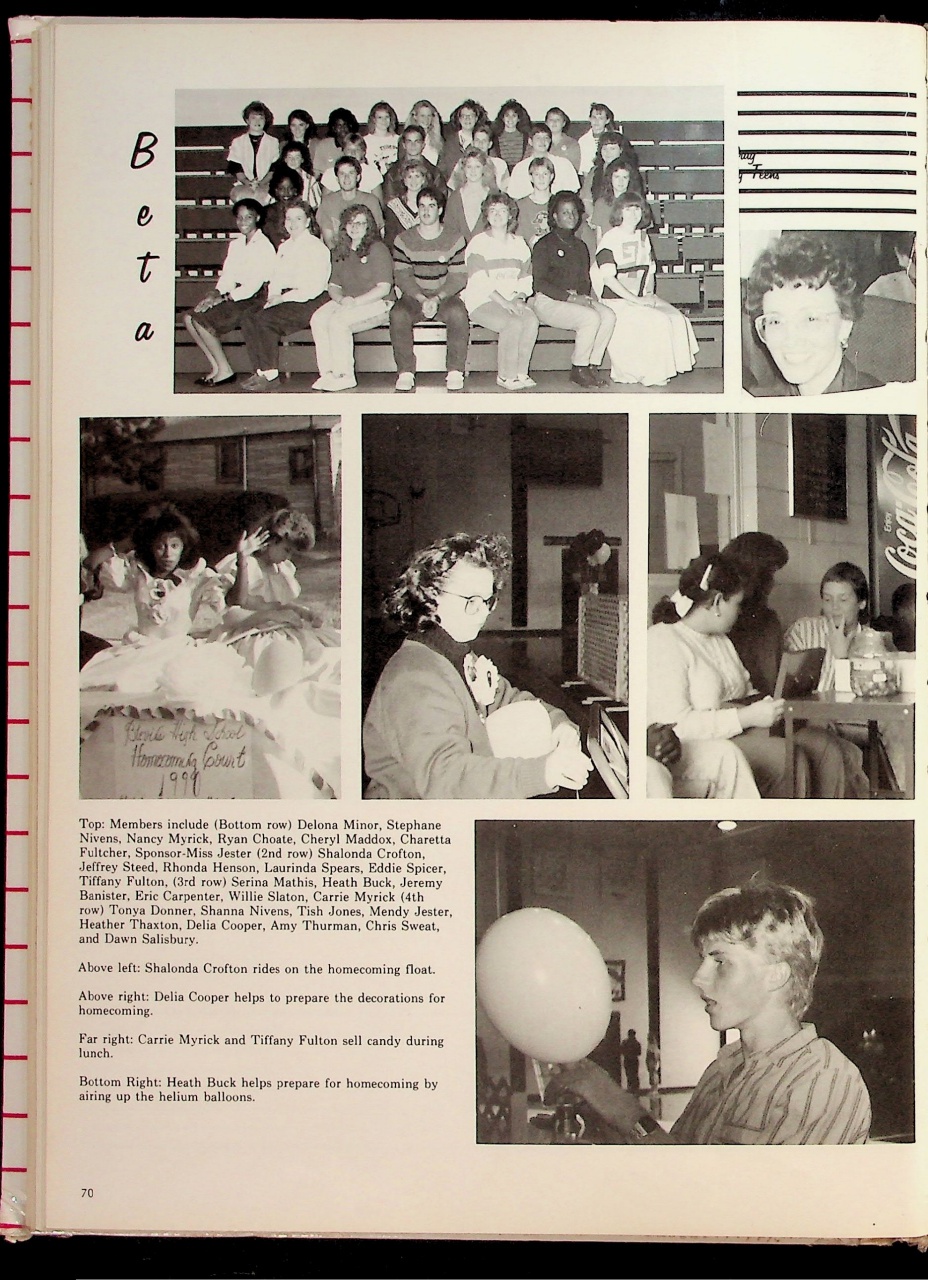 Beta
rug
g Teens
Enjoy
Coca-Cola
High School
Homecoming Court
1990
Top: Members include (Bottom row) Delona Minor, Stephane
Nivens, Nancy Myrick, Ryan Choate, Cheryl Maddox, Charetta
Fultcher, Sponsor-Miss Jester (2nd row) Shalonda Crofton,
Jeffrey Steed, Rhonda Henson, Laurinda Spears, Eddie Spicer,
Tiffany Fulton, (3rd row) Serina Mathis, Heath Buck, Jeremy
Banister, Eric Carpenter, Willie Slaton, Carrie Myrick (4th
row) Tonya Donner, Shanna Nivens, Tish Jones, Mendy Jester,
Heather Thaxton, Delia Cooper, Amy Thurman, Chris Sweat,
and Dawn Salisbury.
Above left: Shalonda Crofton rides on the homecoming float.
Above right: Delia Cooper helps to prepare the decorations for
homecoming.
Far right: Carrie Myrick and Tiffany Fulton sell candy during
lunch.
Bottom Right: Heath Buck helps prepare for homecoming by
airing up the helium balloons.
70